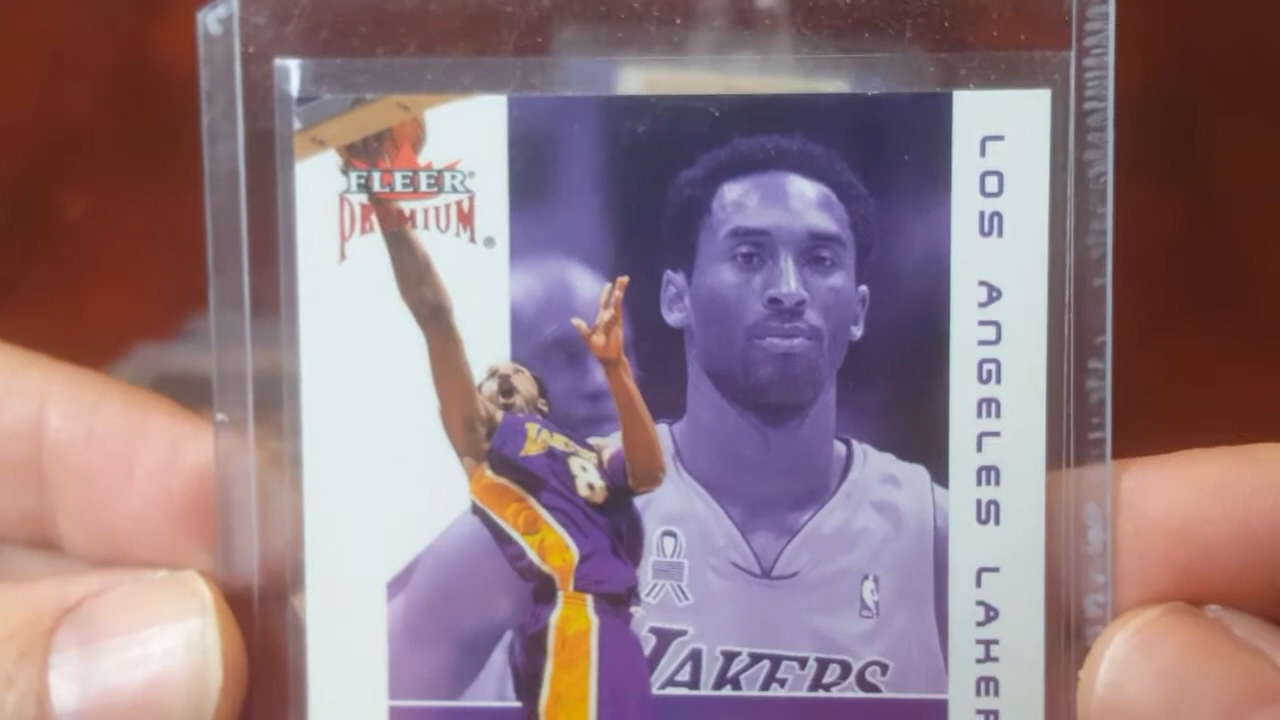 FLEER®
PREMIUM®
LAKERS
8
LAKERS
LOS ANGELES LAKER